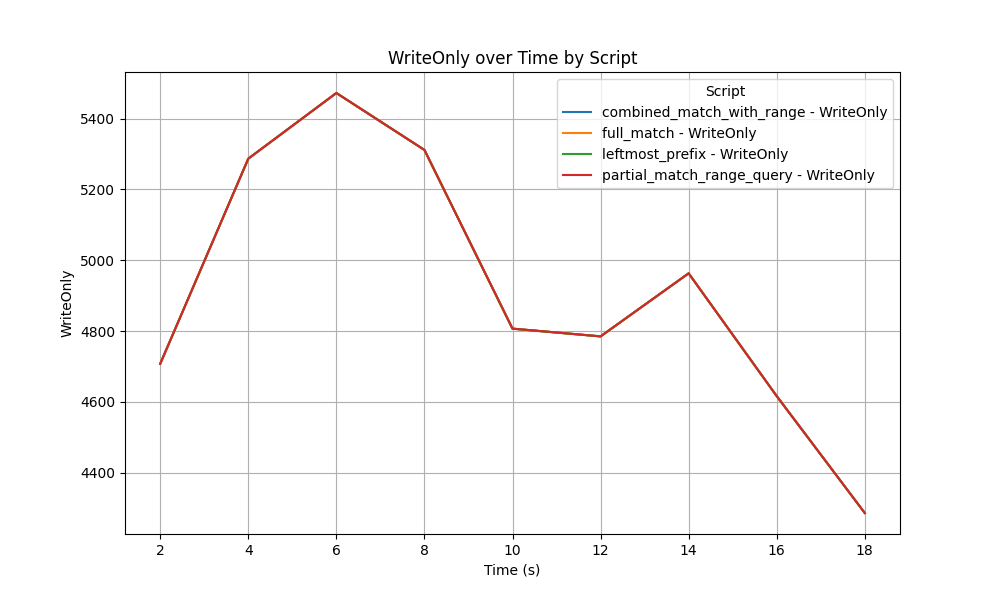 WriteOnly over Time by Script
Script
combined_match_with_range - WriteOnly
full_match - WriteOnly
leftmost_prefix - WriteOnly
partial_match_range_query - WriteOnly
WriteOnly
5400
5200
5000
4800
4600
4400
2 4 6 8 10 12 14 16 18
Time (s)